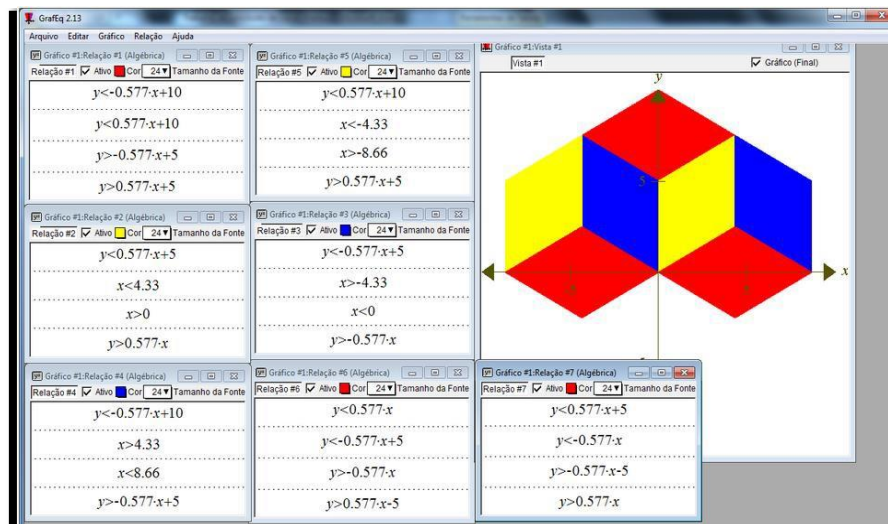 GrafEq 2.13
Arquivo Editar Gráfico Relação Ajuda
Gráfico #1:Relação #1 (Algébrica)
Relação #1 Ativo Cor 24 Tamanho da Fonte
y<-0.577·x+10
y<0.577·x+10
y>-0.577·x+5
y>0.577·x+5
Gráfico #1:Relação #5 (Algébrica)
Relação #5 Ativo Cor 24 Tamanho da Fonte
y<0.577·x+10
x<-4.33
x>-8.66
y>0.577·x+5
Gráfico #1:Vista #1
Vista #1 Gráfico (Final)
y
5
x
Gráfico #1:Relação #2 (Algébrica)
Relação #2 Ativo Cor 24 Tamanho da Fonte
y<0.577·x+5
x<4.33
x>0
y>0.577·x
Gráfico #1:Relação #3 (Algébrica)
Relação #3 Ativo Cor 24 Tamanho da Fonte
y<-0.577·x+5
x>-4.33
x<0
y>-0.577·x
Gráfico #1:Relação #4 (Algébrica)
Relação #4 Ativo Cor 24 Tamanho da Fonte
y<-0.577·x+10
x>4.33
x<8.66
y>-0.577·x+5
Gráfico #1:Relação #6 (Algébrica)
Relação #6 Ativo Cor 24 Tamanho da Fonte
y<0.577·x
y<-0.577·x+5
y>-0.577·x
y>0.577·x-5
Gráfico #1:Relação #7 (Algébrica)
Relação #7 Ativo Cor 24 Tamanho da Fonte
y<0.577·x+5
y<-0.577·x
y>-0.577·x-5
y>0.577·x